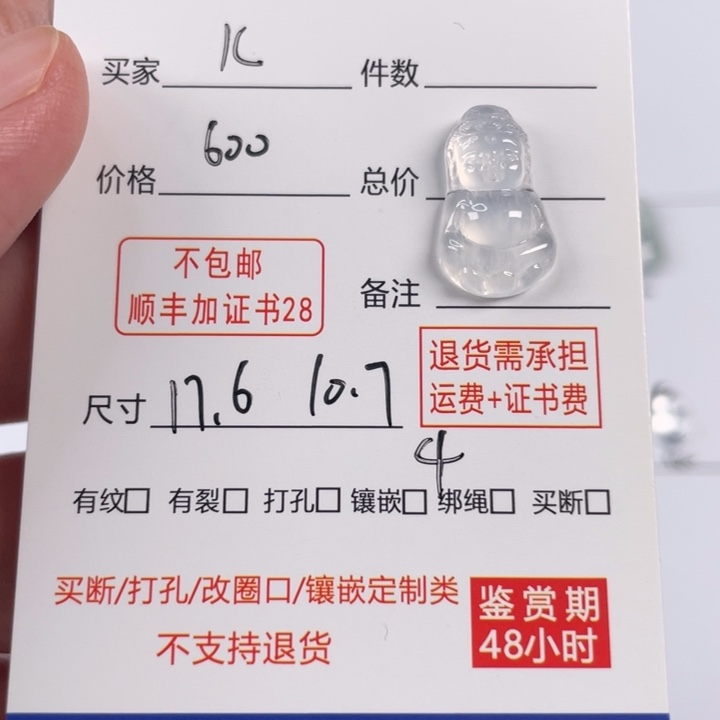 买家 1C 件数
价格 600 总价
不包邮
顺丰加证书28
备注
退货需承担
运费+证书费
尺寸 17.6 10.7
4
有纹□ 有裂□ 打孔□ 镶嵌□ 绑绳□ 买断□
买断/打孔/改圈口/镶嵌定制类
不支持退货
鉴赏期
48小时